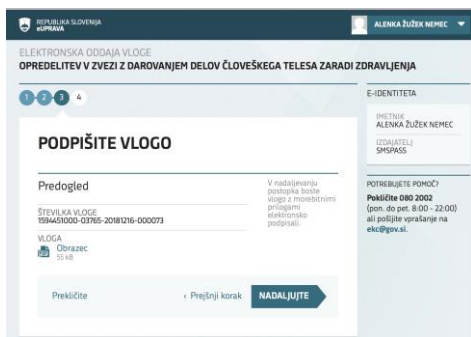 REPUBLIKA SLOVENIJA
eUPRAVA
ALENKA ŽUŽEK NEMEC
ELEKTRONSKA ODDAJA VLOGE
OPREDELITEV V ZVEZI Z DAROVANJEM DELOV ČLOVEŠKEGA TELESA ZARADI ZDRAVLJENJA
1 2 3 4
PODPIŠITE VLOGO
Predogled
ŠTEVILKA VLOGE
1594451000-03765-20181216-000073
VLOGA
Obrazec
55 kB
V nadaljevanju
postopka boste
vlogo z morebitnimi
prilogami
elektronsko
podpisali.
Prekličite
‹ Prejšnji korak
NADALJUJTE
E-IDENTITETA
IMETNIK
ALENKA ŽUŽEK NEMEC
IZDAJATELJ
SMSPASS
POTREBUJETE POMOČ?
Pokličite 080 2002
(pon. do pet. 8:00 - 22:00)
ali pošljite vprašanje na
ekc@gov.si.